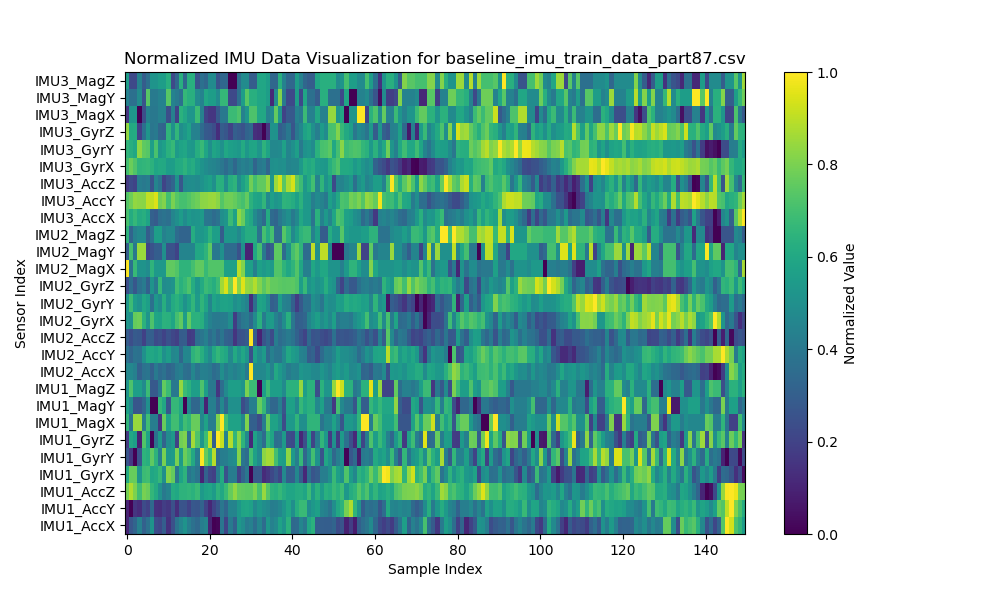 Normalized IMU Data Visualization for baseline_imu_train_data_part87.csv
IMU3_MagZ
IMU3_MagY
IMU3_MagX
IMU3_GyrZ
IMU3_GyrY
IMU3_GyrX
IMU3_AccZ
IMU3_AccY
IMU3_AccX
IMU2_MagZ
IMU2_MagY
IMU2_MagX
IMU2_GyrZ
IMU2_GyrY
IMU2_GyrX
IMU2_AccZ
IMU2_AccY
IMU2_AccX
IMU1_MagZ
IMU1_MagY
IMU1_MagX
IMU1_GyrZ
IMU1_GyrY
IMU1_GyrX
IMU1_AccZ
IMU1_AccY
IMU1_AccX
Sensor Index
0 20 40 60 80 100 120 140
Sample Index
1.0
0.8
0.6
0.4
0.2
0.0
Normalized Value